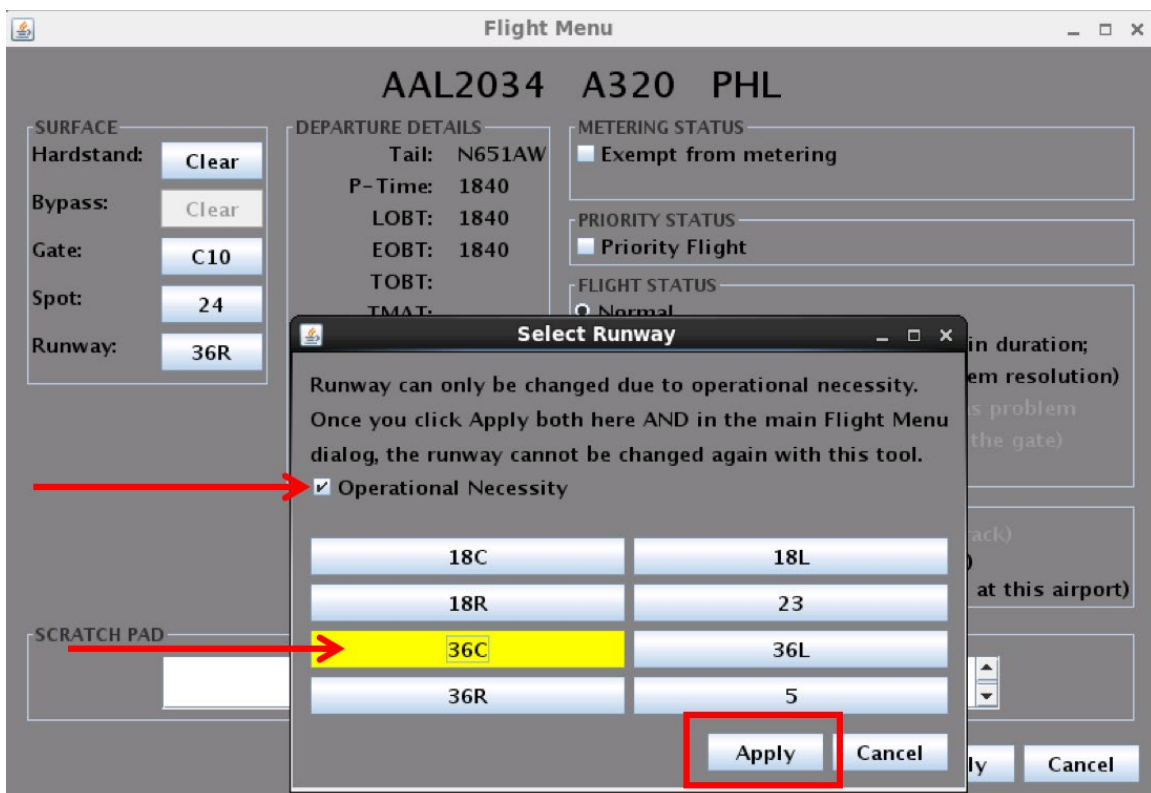 Flight Menu
AAL2034 A320 PHL
SURFACE
Hardstand: Clear
Bypass: Clear
Gate: C10
Spot: 24
Runway: 36R
DEPARTURE DETAILS
Tail: N651AW
P-Time: 1840
LOBT: 1840
EOBT: 1840
TOBT:
TMAT:
METERING STATUS
Exempt from metering
PRIORITY STATUS
Priority Flight
FLIGHT STATUS
Normal
in duration;
resolution)
problem
the gate)
at this airport)
SCRATCH PAD
Cancel
Select Runway
Runway can only be changed due to operational necessity.
Once you click Apply both here AND in the main Flight Menu
dialog, the runway cannot be changed again with this tool.
Operational Necessity
18C 18L
18R 23
36C 36L
36R 5
Apply Cancel